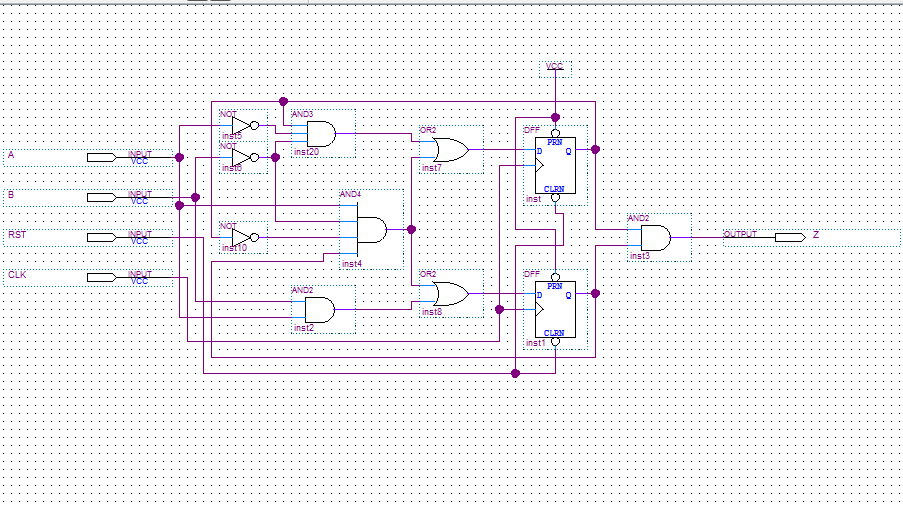 VCC
NOT
AND3
inst5
OR2
DFF
NOT
PRN
A
INPUT
VCC
inst20
D
Q
inst6
inst7
CLRN
B
INPUT
VCC
AND4
inst
AND2
NOT
RST
INPUT
VCC
OUTPUT
Z
inst10
inst3
inst4
CLK
INPUT
VCC
OR2
DFF
AND2
PRN
D
Q
inst8
inst2
CLRN
inst1